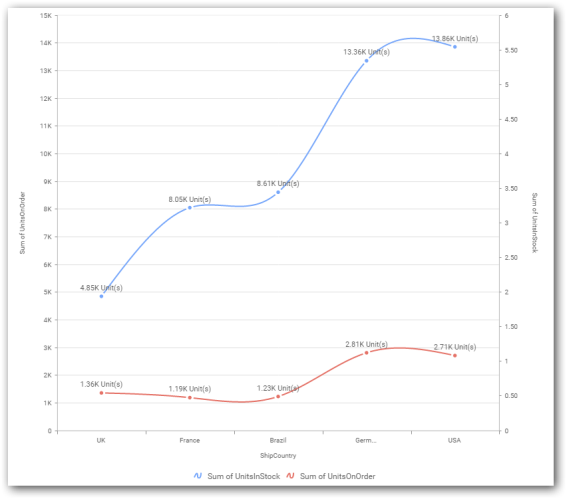 15K
14K
13K
12K
11K
10K
9K
8K
7K
6K
5K
4K
3K
2K
1K
0
Sum of UnitsOnOrder
6
5.50
5
4.50
4
3.50
3
2.50
2
1.50
1
0.50
0
Sum of UnitsInStock
4.85K Unit(s)
8.05K Unit(s)
8.61K Unit(s)
13.36K Unit(s)
13.86K Unit(s)
1.36K Unit(s)
1.19K Unit(s)
1.23K Unit(s)
2.81K Unit(s)
2.71K Unit(s)
UK
France
Brazil
Germ...
USA
ShipCountry
Sum of UnitsInStock
Sum of UnitsOnOrder